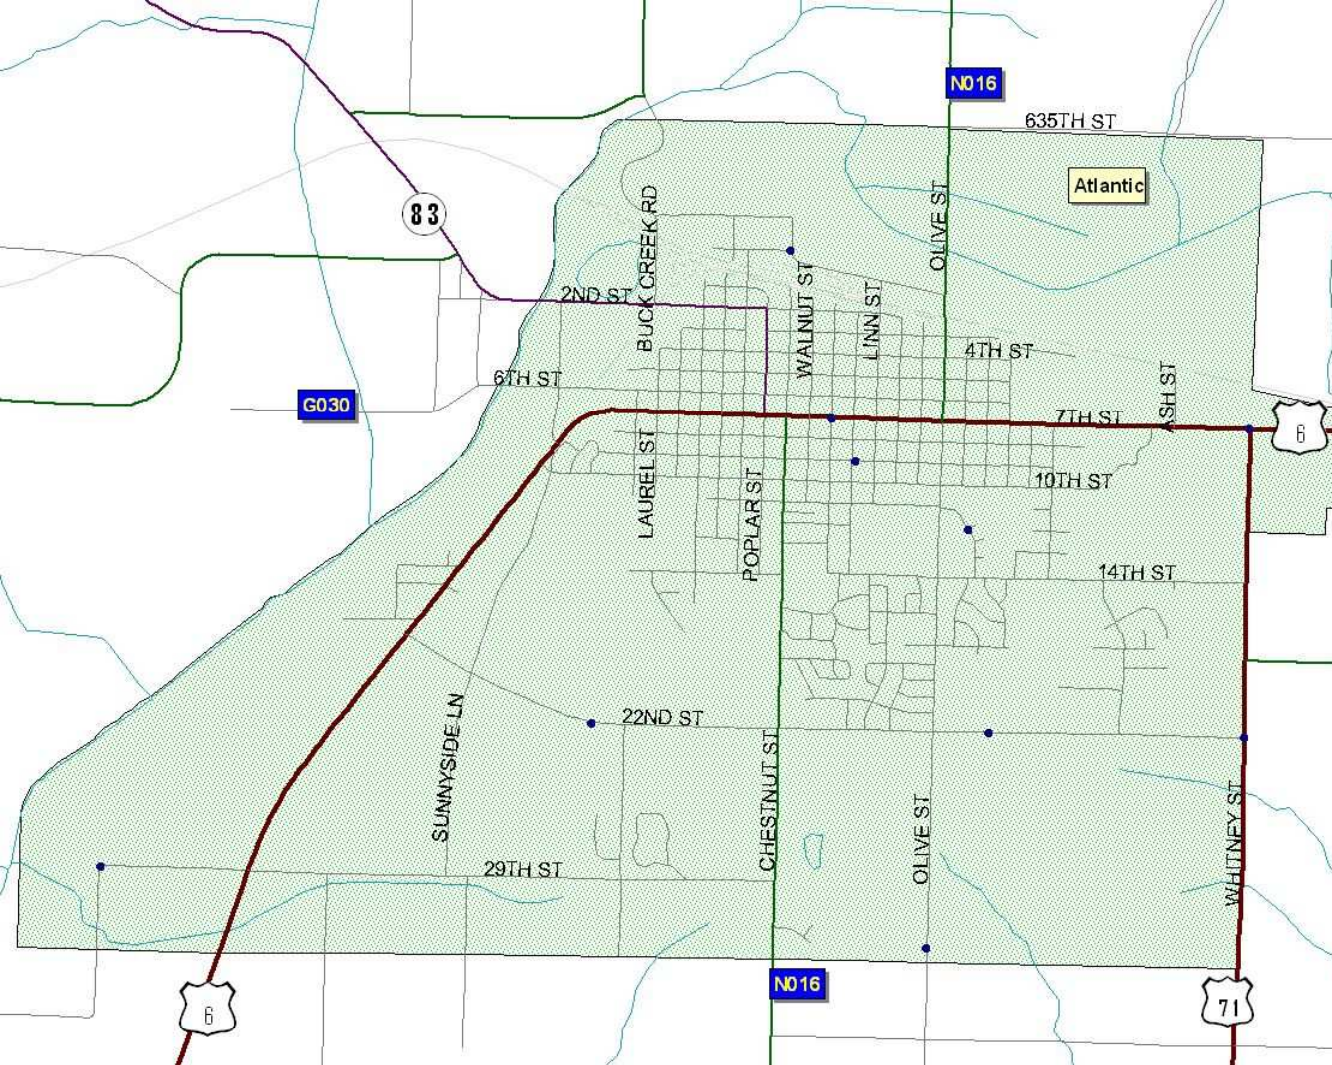 N016
635TH ST
Atlantic
83
BUCK CREEK RD
OLIVE ST
2ND ST
WALNUT ST
LINN ST
4TH ST
6TH ST
ASH ST
G030
7TH ST
6
LAUREL ST
POPLAR ST
10TH ST
14TH ST
22ND ST
SUNNYSIDE LN
CHESTNUT ST
OLIVE ST
WHITNEY ST
29TH ST
N016
6
71